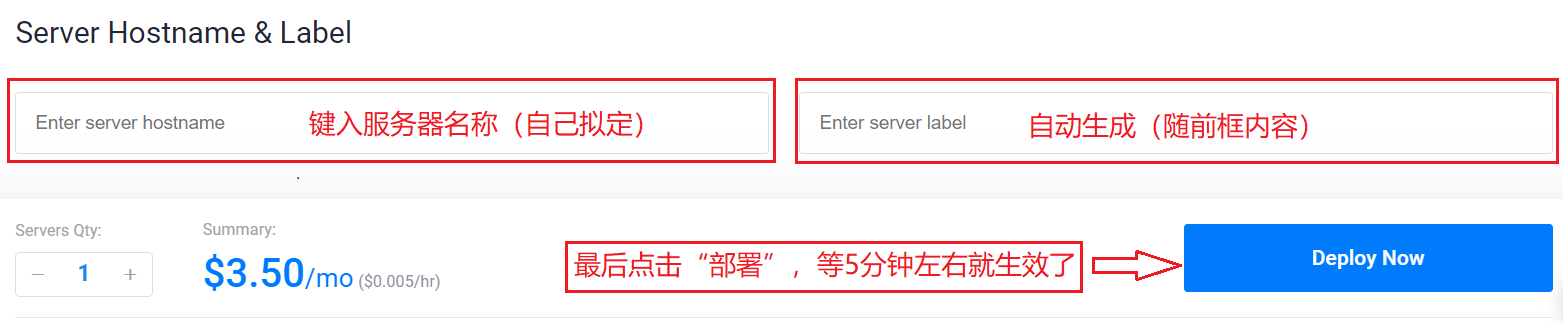 Server Hostname & Label
Enter server hostname 键入服务器名称（自己拟定）
Enter server label 自动生成（随前框内容）
Servers Qty:
1
Summary:
$3.50/mo ($0.005/hr)
最后点击“部署”，等5分钟左右就生效了
Deploy Now